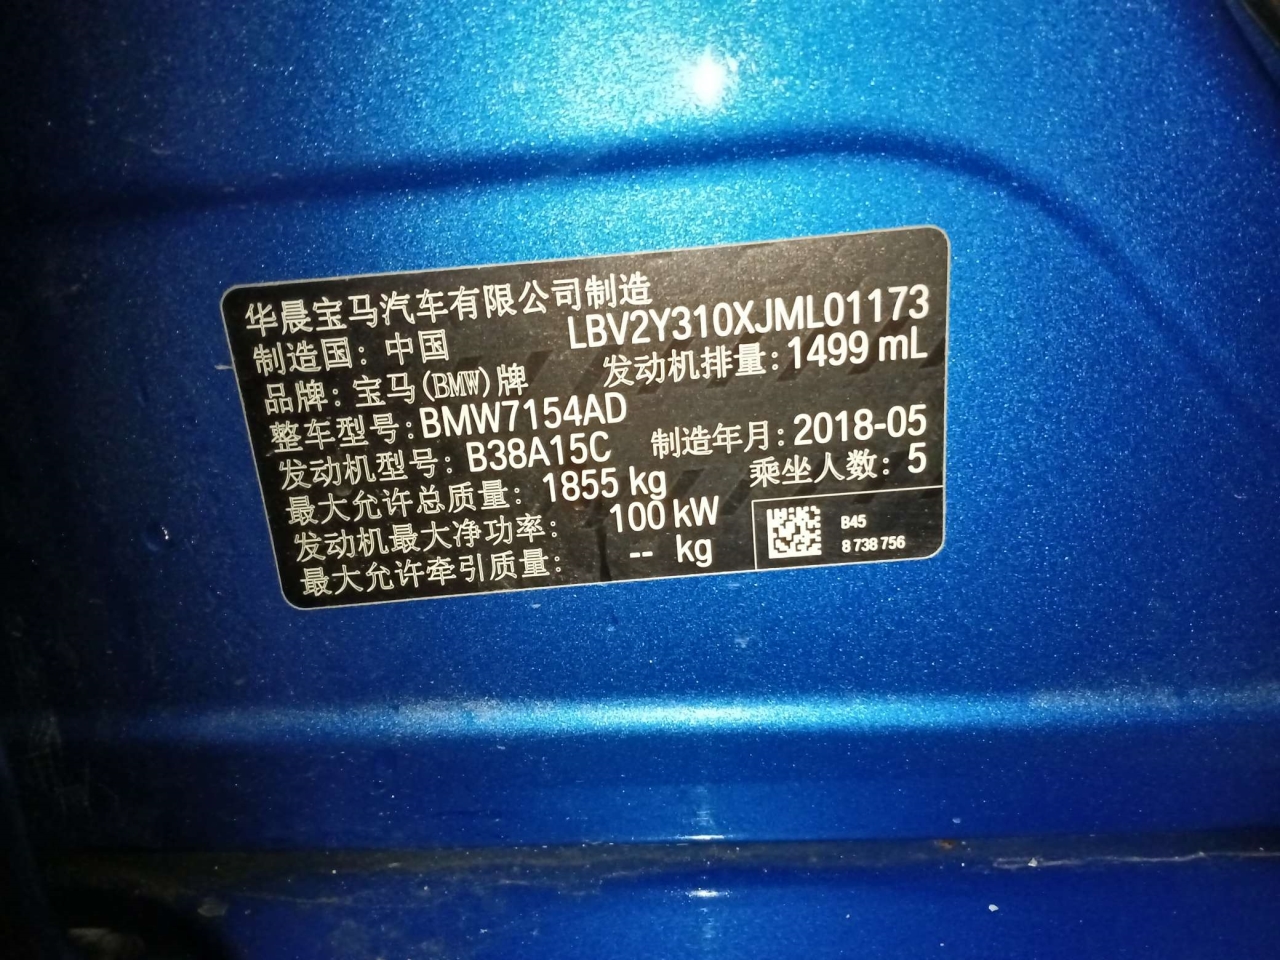 华晨宝马汽车有限公司制造
制造国：中国 LBV2Y310XJML01173
品牌：宝马(BMW)牌 发动机排量：1499 mL
整车型号：BMW7154AD
发动机型号：B38A15C 制造年月：2018-05
最大允许总质量：1855 kg 乘坐人数：5
发动机最大净功率：100 kW
最大允许牵引质量：-- kg
B45
8 738 756